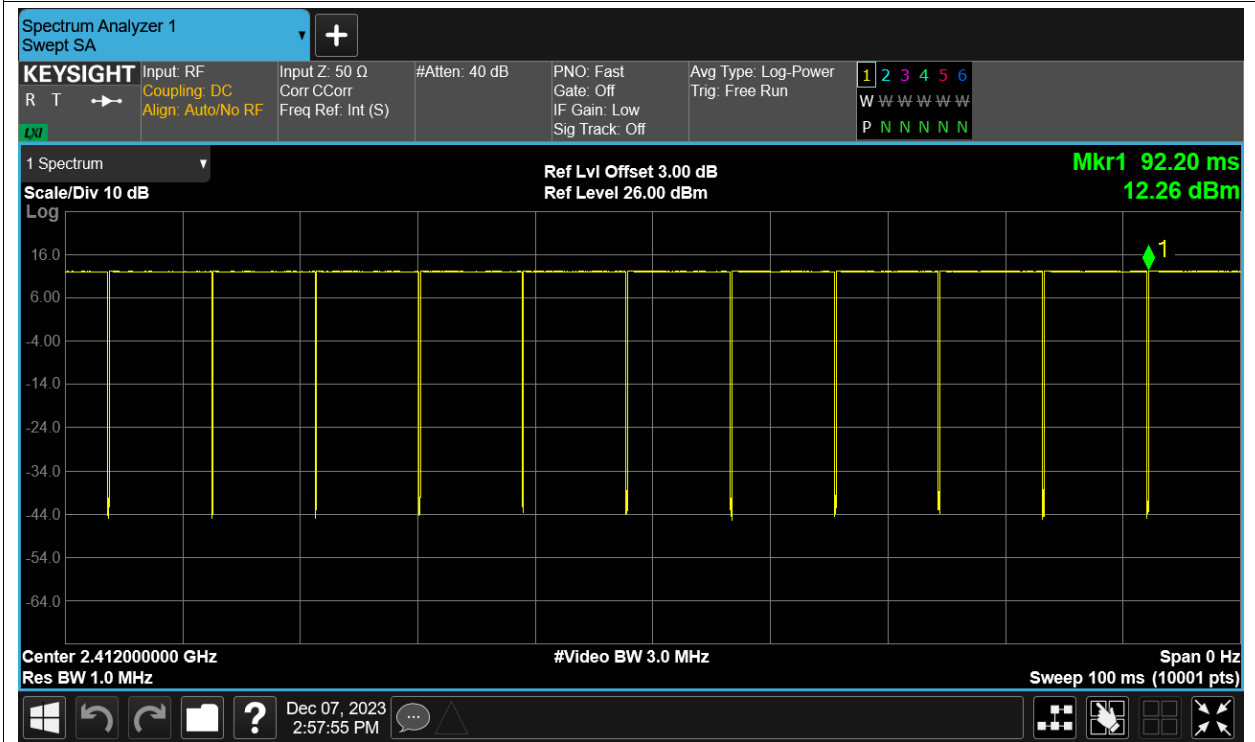 Spectrum Analyzer 1
Swept SA
KEYSIGHT
R T
LXI
Input: RF
Coupling: DC
Align: Auto/No RF
Input Z: 50 Ω
Corr CCorr
Freq Ref: Int (S)
#Atten: 40 dB
PNO: Fast
Gate: Off
IF Gain: Low
Sig Track: Off
Avg Type: Log-Power
Trig: Free Run
1 2 3 4 5 6
W W W W W W
P N N N N N
1 Spectrum
Scale/Div 10 dB
Log
Ref Lvl Offset 3.00 dB
Ref Level 26.00 dBm
Mkr1 92.20 ms
12.26 dBm
1
16.0
6.00
-4.00
-14.0
-24.0
-34.0
-44.0
-54.0
-64.0
Center 2.412000000 GHz
Res BW 1.0 MHz
#Video BW 3.0 MHz
Span 0 Hz
Sweep 100 ms (10001 pts)
?
Dec 07, 2023
2:57:55 PM